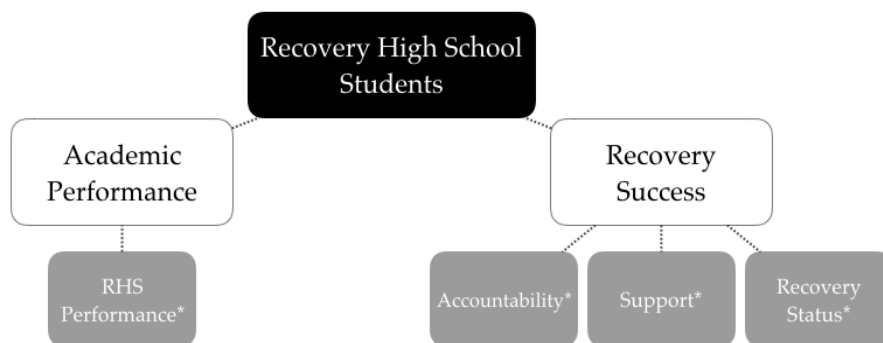 Recovery High School
Students
Academic
Performance
Recovery
Success
RHS
Performance*
Accountability*
Support*
Recovery
Status*